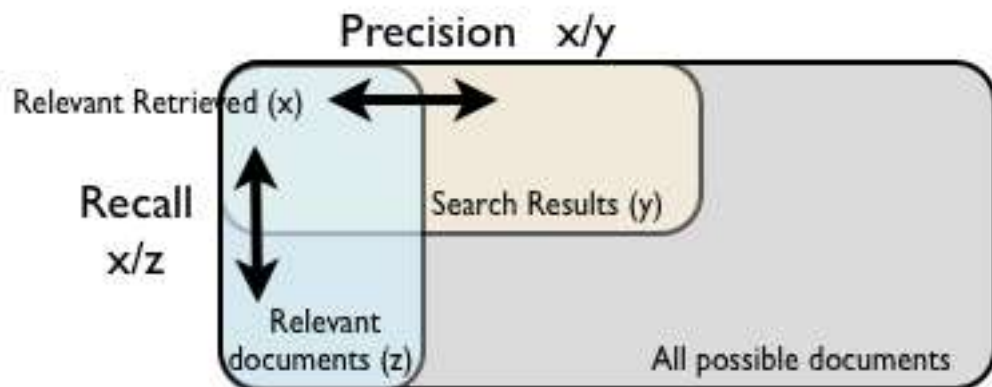 Precision x/y
Relevant Retrieved (x)
Recall
x/z
Search Results (y)
Relevant
documents (z)
All possible documents